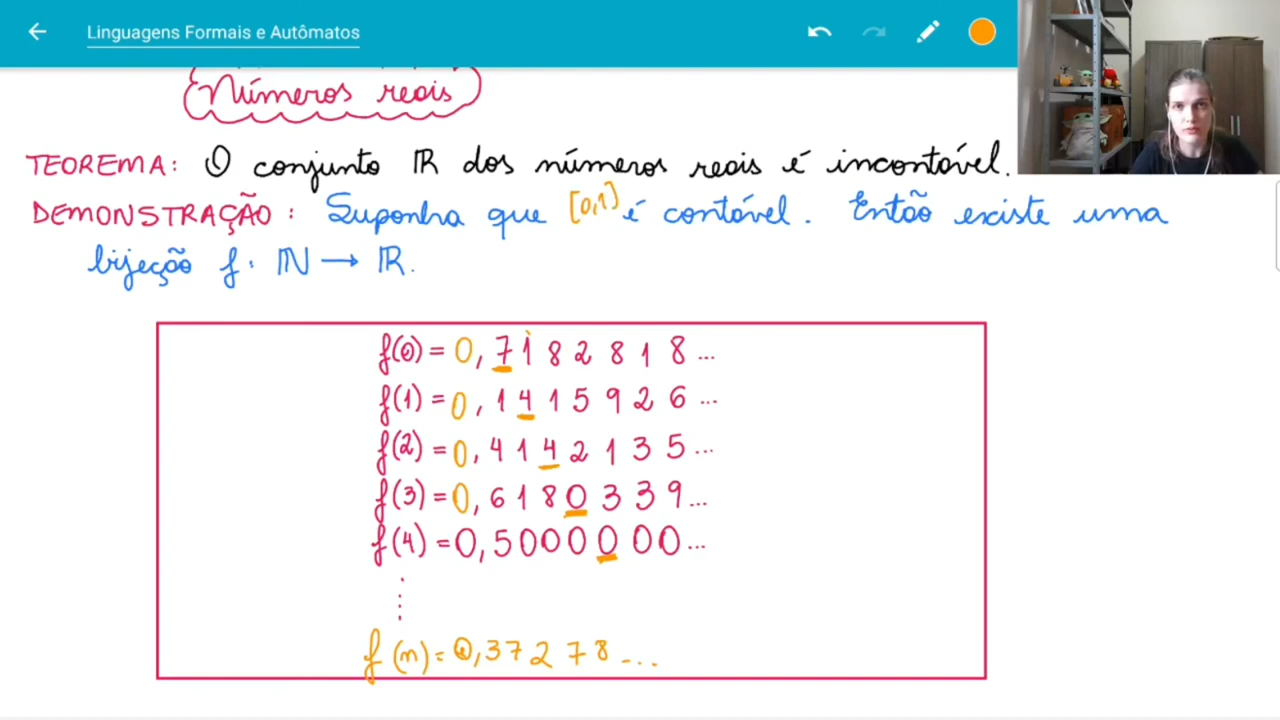 Linguagens Formais e Autômatos
Números reais
TEOREMA: O conjunto ℝ dos números reais é incontável.
DEMONSTRAÇÃO: Suponha que [0,1) é contável. Então existe uma
bijeção f: ℕ → ℝ.
f(0) = 0,7182818...
f(1) = 0,1415926...
f(2) = 0,4142135...
f(3) = 0,6180339...
f(4) = 0,5000000...
⋮
f(n) = 0,37278...